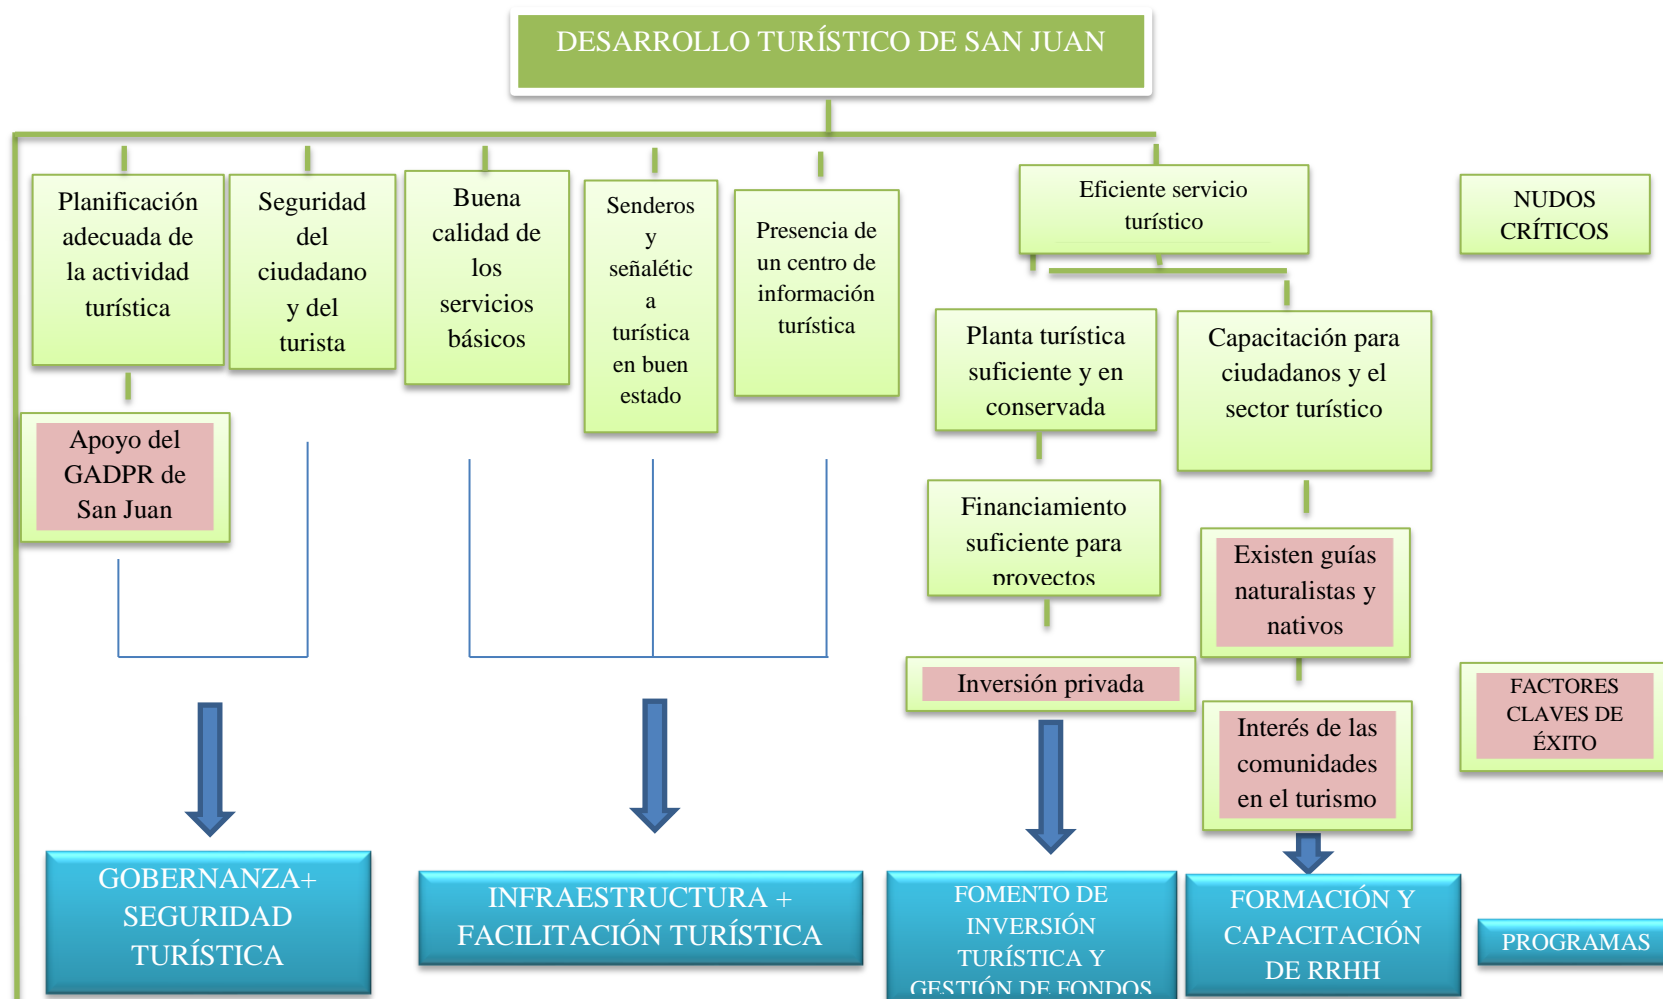 DESARROLLO TURÍSTICO DE SAN JUAN
Planificación
adecuada de
la actividad
turística
Seguridad
del
ciudadano
y del
turista
Buena
calidad de
los
servicios
básicos
Senderos
y
señalétic
a
turística
en buen
estado
Presencia de
un centro de
información
turística
Eficiente servicio
turístico
NUDOS
CRÍTICOS
Planta turística
suficiente y en
conservada
Capacitación para
ciudadanos y el
sector turístico
Apoyo del
GADPR de
San Juan
Financiamiento
suficiente para
proyectos
Existen guías
naturalistas y
nativos
Inversión privada
FACTORES
CLAVES DE
ÉXITO
Interés de las
comunidades
en el turismo
GOBERNANZA+
SEGURIDAD
TURÍSTICA
INFRAESTRUCTURA +
FACILITACIÓN TURÍSTICA
FOMENTO DE
INVERSIÓN
TURÍSTICA Y
GESTIÓN DE FONDOS
FORMACIÓN Y
CAPACITACIÓN
DE RRHH
PROGRAMAS